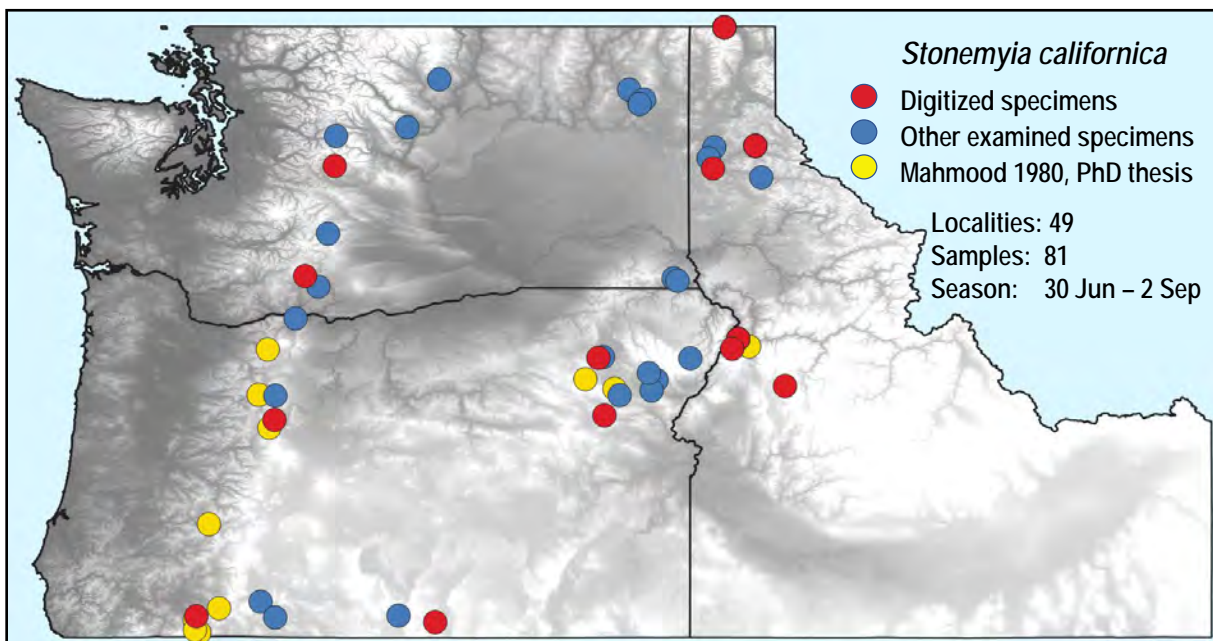 Stonemyia californica
Digitized specimens
Other examined specimens
Mahmood 1980, PhD thesis
Localities: 49
Samples: 81
Season: 30 Jun – 2 Sep